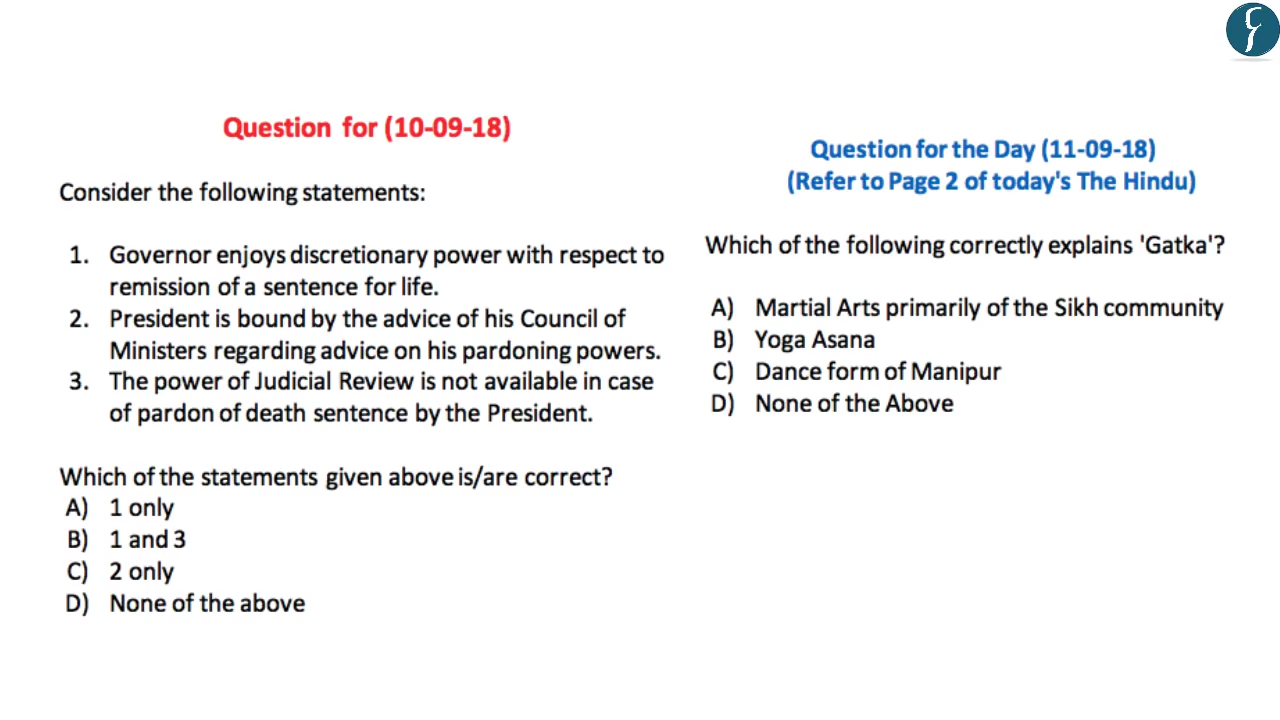 Question for (10-09-18)
Consider the following statements:
1. Governor enjoys discretionary power with respect to
remission of a sentence for life.
2. President is bound by the advice of his Council of
Ministers regarding advice on his pardoning powers.
3. The power of Judicial Review is not available in case
of pardon of death sentence by the President.
Which of the statements given above is/are correct?
A) 1 only
B) 1 and 3
C) 2 only
D) None of the above
Question for the Day (11-09-18)
(Refer to Page 2 of today's The Hindu)
Which of the following correctly explains 'Gatka'?
A) Martial Arts primarily of the Sikh community
B) Yoga Asana
C) Dance form of Manipur
D) None of the Above